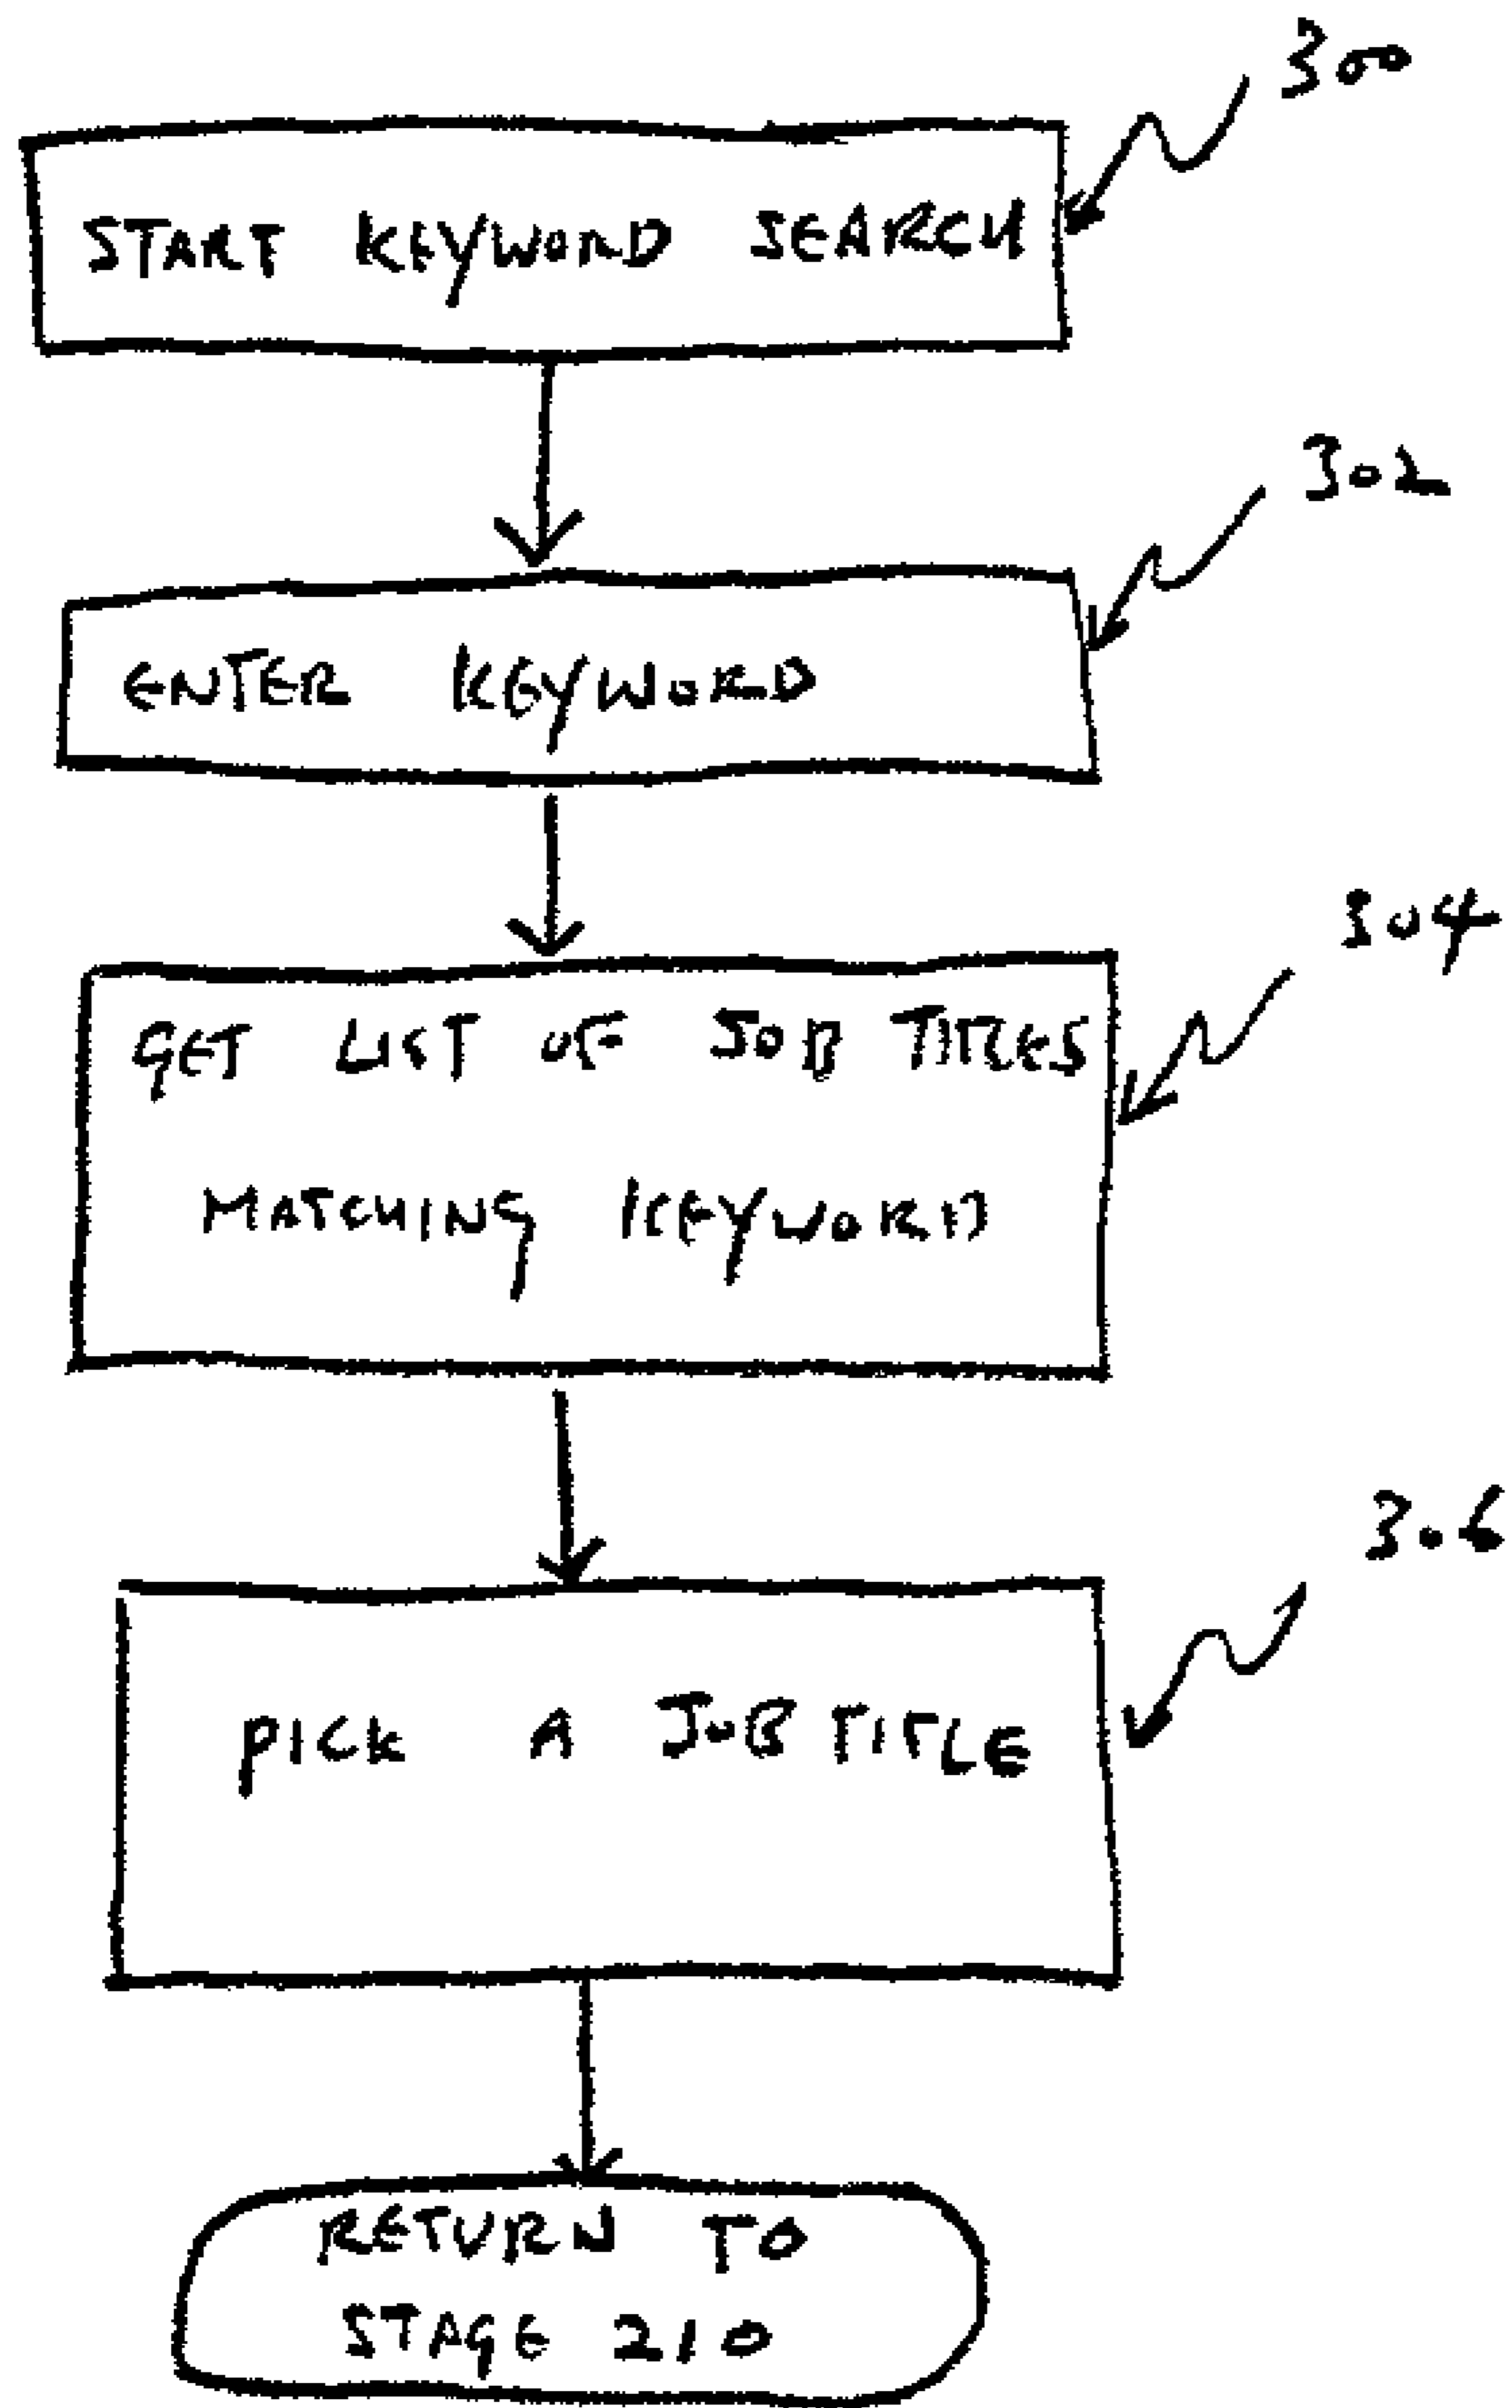 300
START KEYWORD SEARCH
302
ENTER KEYWORD
304
GET LIST OF JOB TITLES
MATCHING KEYWORD
306
PICK A JOB TITLE
RETURN TO
STAGE 210